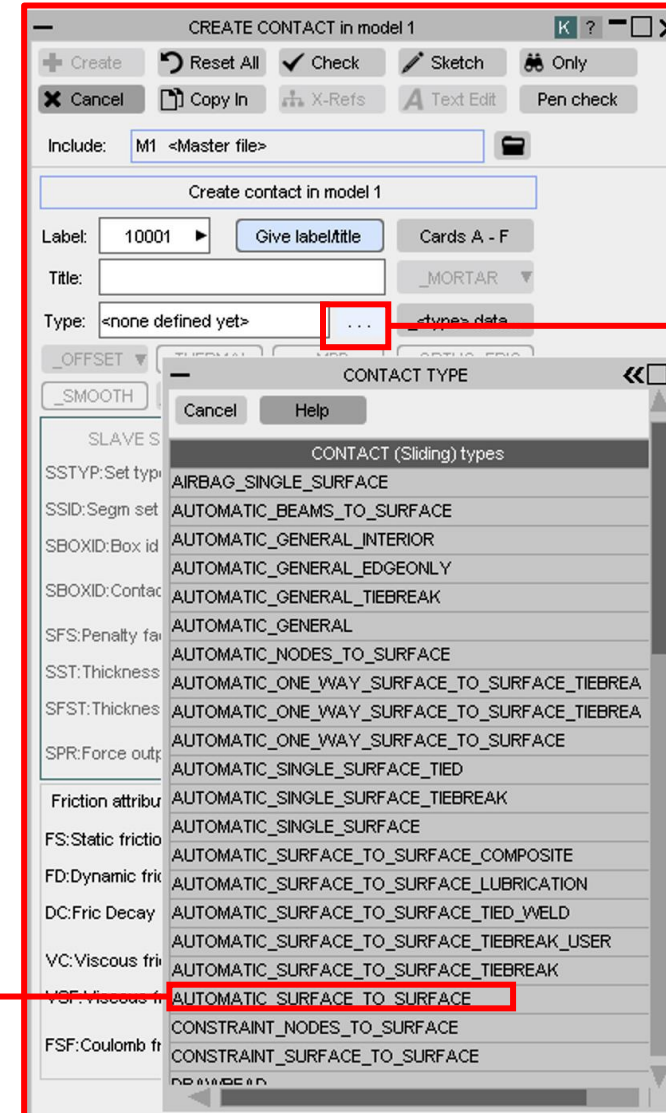 CREATE CONTACT in model 1 K ?
Create Reset All Check Sketch Only
Cancel Copy In X-Refs Text Edit Pen check
Include: M1 <Master file>
Create contact in model 1
Label: 10001 Give label/title Cards A - F
Title: _MORTAR
Type: <none defined yet> ... _<type> data
_OFFSET
_SMOOTH
CONTACT TYPE
Cancel Help
CONTACT (Sliding) types
SLAVE S
SSTYP:Set typ
SSID:Segm set
SBOXID:Box id
SBOXID:Contac
SFS:Penalty fa
SST:Thickness
SFST:Thicknes
SPR:Force outp
Friction attribu
FS:Static frictio
FD:Dynamic fric
DC:Fric Decay
VC:Viscous fri
FSF:Coulomb fr
AIRBAG_SINGLE_SURFACE
AUTOMATIC_BEAMS_TO_SURFACE
AUTOMATIC_GENERAL_INTERIOR
AUTOMATIC_GENERAL_EDGEONLY
AUTOMATIC_GENERAL_TIEBREAK
AUTOMATIC_GENERAL
AUTOMATIC_NODES_TO_SURFACE
AUTOMATIC_ONE_WAY_SURFACE_TO_SURFACE_TIEBREA
AUTOMATIC_ONE_WAY_SURFACE_TO_SURFACE_TIEBREA
AUTOMATIC_ONE_WAY_SURFACE_TO_SURFACE
AUTOMATIC_SINGLE_SURFACE_TIED
AUTOMATIC_SINGLE_SURFACE_TIEBREAK
AUTOMATIC_SINGLE_SURFACE
AUTOMATIC_SURFACE_TO_SURFACE_COMPOSITE
AUTOMATIC_SURFACE_TO_SURFACE_LUBRICATION
AUTOMATIC_SURFACE_TO_SURFACE_TIED_WELD
AUTOMATIC_SURFACE_TO_SURFACE_TIEBREAK_USER
AUTOMATIC_SURFACE_TO_SURFACE_TIEBREAK
AUTOMATIC_SURFACE_TO_SURFACE
CONSTRAINT_NODES_TO_SURFACE
CONSTRAINT_SURFACE_TO_SURFACE